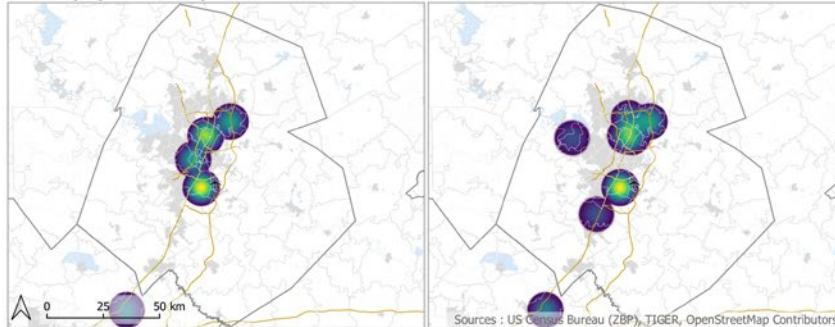 0 25 50 km
Sources : US Census Bureau (ZBP), TIGER, OpenStreetMap Contributors